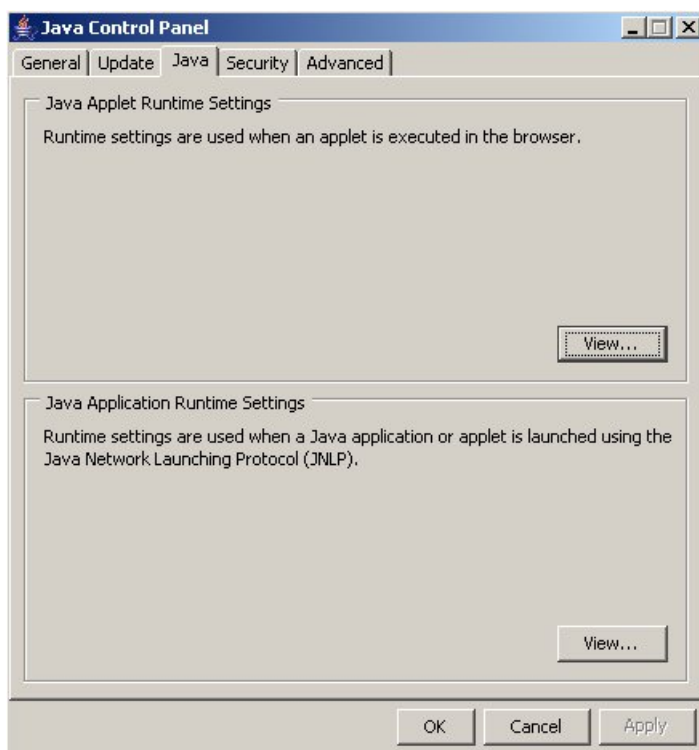 Java Control Panel
General Update Java Security Advanced
Java Applet Runtime Settings
Runtime settings are used when an applet is executed in the browser.
View...
Java Application Runtime Settings
Runtime settings are used when a Java application or applet is launched using the
Java Network Launching Protocol (JNLP).
View...
OK Cancel Apply